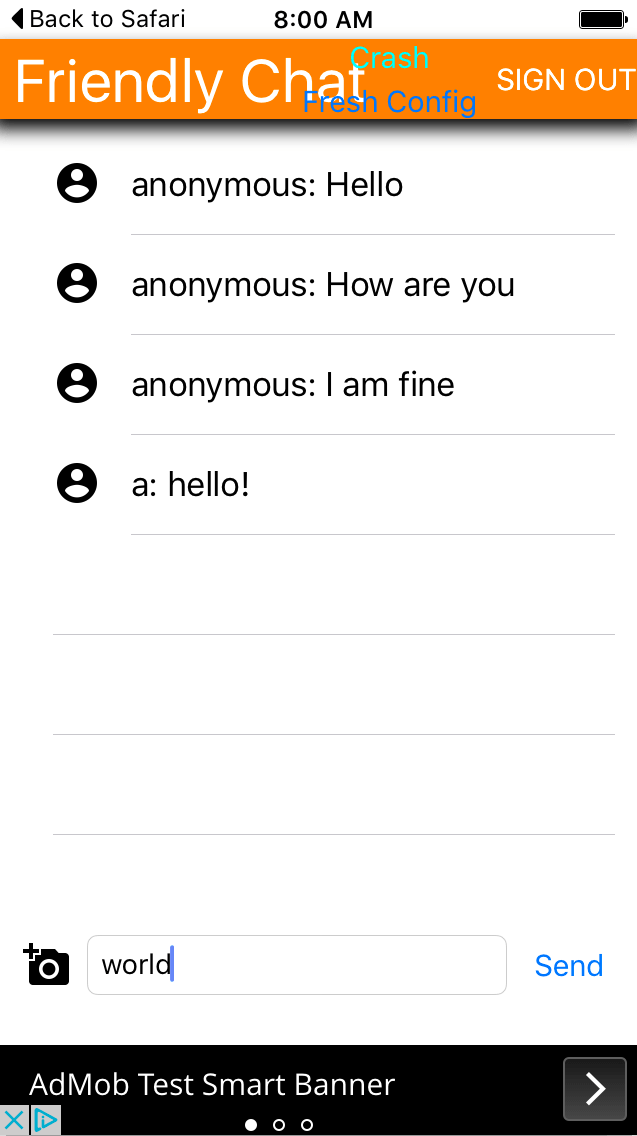 Back to Safari 8:00 AM
Crash
Friendly Chat SIGN OUT
Fresh Config
anonymous: Hello
anonymous: How are you
anonymous: I am fine
a: hello!
world Send
AdMob Test Smart Banner